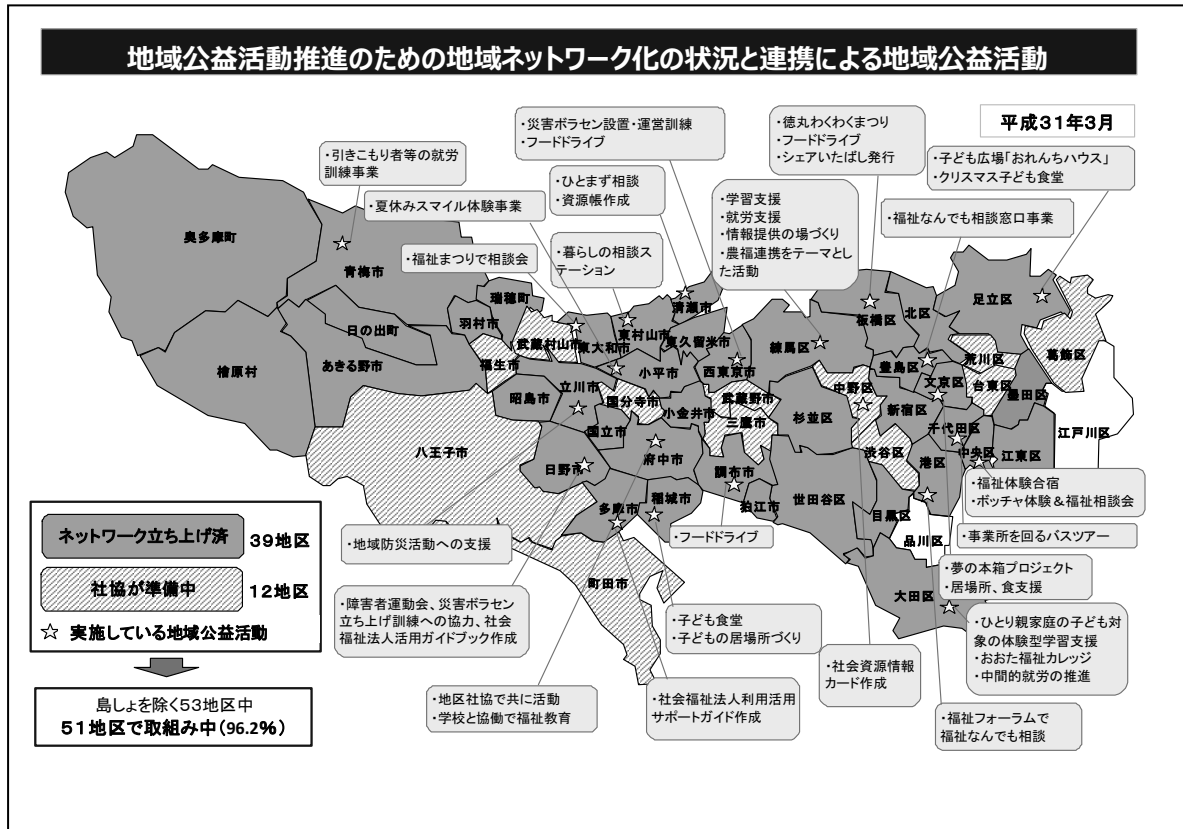 地域公益活動推進のための地域ネットワーク化の状況と連携による地域公益活動
平成31年3月
・災害ボラセン設置・運営訓練
・フードドライブ
・徳丸わくわくまつり
・フードドライブ
・シェアいたばし発行
・子ども広場「おれんちハウス」
・クリスマス子ども食堂
・引きこもり者等の就労
訓練事業
・ひとまず相談
・資源帳作成
・学習支援
・就労支援
・情報提供の場づくり
・農福連携をテーマとし
た活動
・夏休みスマイル体験事業
・福祉なんでも相談窓口事業
・福祉まつりで相談会
・暮らしの相談ス
テーション
奥多摩町
青梅市
瑞穂町
羽村市
日の出町
あきる野市
檜原村
福生市
武蔵村山市
東大和市
東村山市
清瀬市
東久留米市
西東京市
小平市
昭島市
立川市
国分寺市
国立市
小金井市
武蔵野市
三鷹市
八王子市
日野市
府中市
調布市
狛江市
多摩市
稲城市
町田市
練馬区
板橋区
北区
足立区
葛飾区
荒川区
豊島区
文京区
台東区
墨田区
中野区
杉並区
新宿区
千代田区
中央区
江東区
江戸川区
渋谷区
港区
世田谷区
目黒区
品川区
大田区
ネットワーク立ち上げ済
39地区
社協が準備中
12地区
☆ 実施している地域公益活動
島しょを除く53地区中
51地区で取組み中(96.2%)
・地域防災活動への支援
・障害者運動会、災害ボラセン
立ち上げ訓練への協力、社会
福祉法人活用ガイドブック作成
・地区社協で共に活動
・学校と協働で福祉教育
・社会福祉法人利用活用
サポートガイド作成
・子ども食堂
・子どもの居場所づくり
・フードドライブ
・社会資源情報
カード作成
・福祉体験合宿
・ボッチャ体験&福祉相談会
・事業所を回るバスツアー
・夢の本箱プロジェクト
・居場所、食支援
・ひとり親家庭の子ども対
象の体験型学習支援
・おおた福祉カレッジ
・中間的就労の推進
・福祉フォーラムで
福祉なんでも相談